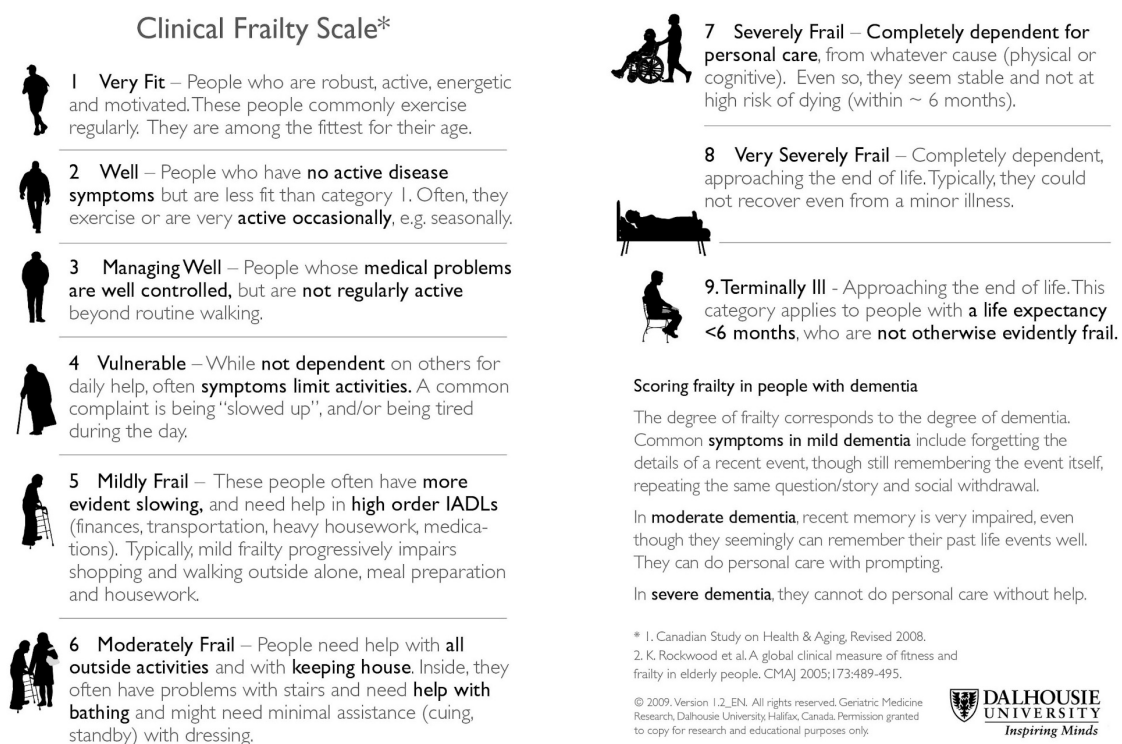 Clinical Frailty Scale*
1 Very Fit – People who are robust, active, energetic
and motivated. These people commonly exercise
regularly. They are among the fittest for their age.
2 Well – People who have no active disease
symptoms but are less fit than category 1. Often, they
exercise or are very active occasionally, e.g. seasonally.
3 Managing Well – People whose medical problems
are well controlled, but are not regularly active
beyond routine walking.
4 Vulnerable – While not dependent on others for
daily help, often symptoms limit activities. A common
complaint is being “slowed up”, and/or being tired
during the day.
5 Mildly Frail – These people often have more
evident slowing, and need help in high order IADLs
(finances, transportation, heavy housework, medica-
tions). Typically, mild frailty progressively impairs
shopping and walking outside alone, meal preparation
and housework.
6 Moderately Frail – People need help with all
outside activities and with keeping house. Inside, they
often have problems with stairs and need help with
bathing and might need minimal assistance (cuing,
standby) with dressing.
7 Severely Frail – Completely dependent for
personal care, from whatever cause (physical or
cognitive). Even so, they seem stable and not at
high risk of dying (within ~ 6 months).
8 Very Severely Frail – Completely dependent,
approaching the end of life. Typically, they could
not recover even from a minor illness.
9. Terminally Ill - Approaching the end of life. This
category applies to people with a life expectancy
<6 months, who are not otherwise evidently frail.
Scoring frailty in people with dementia
The degree of frailty corresponds to the degree of dementia.
Common symptoms in mild dementia include forgetting the
details of a recent event, though still remembering the event itself,
repeating the same question/story and social withdrawal.
In moderate dementia, recent memory is very impaired, even
though they seemingly can remember their past life events well.
They can do personal care with prompting.
In severe dementia, they cannot do personal care without help.
* 1. Canadian Study on Health & Aging, Revised 2008.
2. K. Rockwood et al. A global clinical measure of fitness and
frailty in elderly people. CMAJ 2005;173:489-495.
© 2009. Version 1.2_EN. All rights reserved. Geriatric Medicine
Research, Dalhousie University, Halifax, Canada. Permission granted
to copy for research and educational purposes only.
DALHOUSIE
UNIVERSITY
Inspiring Minds